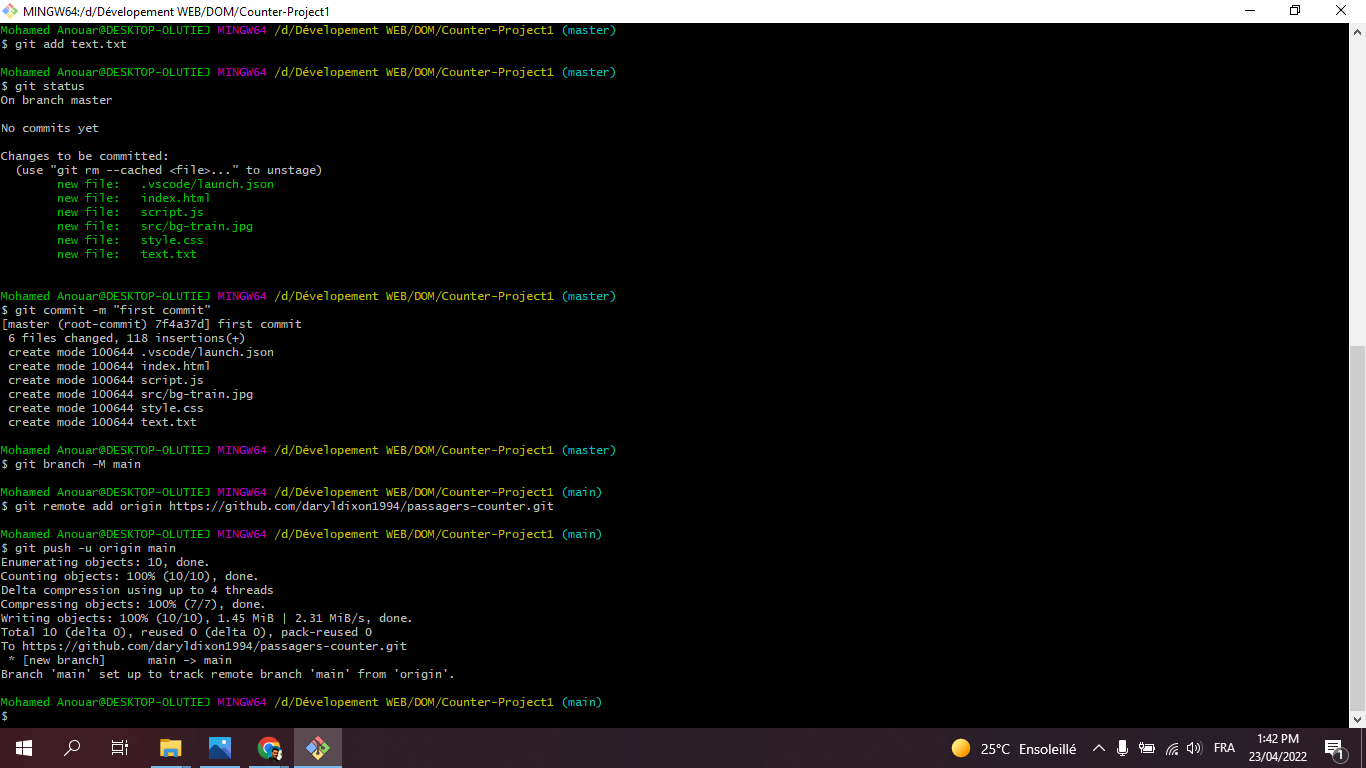 MINGW64:/d/Dévelopement WEB/DOM/Counter-Project1
Mohamed Anouar@DESKTOP-OLUTIEJ MINGW64 /d/Dévelopement WEB/DOM/Counter-Project1 (master)
$ git add text.txt
Mohamed Anouar@DESKTOP-OLUTIEJ MINGW64 /d/Dévelopement WEB/DOM/Counter-Project1 (master)
$ git status
On branch master
No commits yet
Changes to be committed:
(use "git rm --cached <file>..." to unstage)
new file: .vscode/launch.json
new file: index.html
new file: script.js
new file: src/bg-train.jpg
new file: style.css
new file: text.txt
Mohamed Anouar@DESKTOP-OLUTIEJ MINGW64 /d/Dévelopement WEB/DOM/Counter-Project1 (master)
$ git commit -m "first commit"
[master (root-commit) 7f4a37d] first commit
6 files changed, 118 insertions(+)
create mode 100644 .vscode/launch.json
create mode 100644 index.html
create mode 100644 script.js
create mode 100644 src/bg-train.jpg
create mode 100644 style.css
create mode 100644 text.txt
Mohamed Anouar@DESKTOP-OLUTIEJ MINGW64 /d/Dévelopement WEB/DOM/Counter-Project1 (master)
$ git branch -M main
Mohamed Anouar@DESKTOP-OLUTIEJ MINGW64 /d/Dévelopement WEB/DOM/Counter-Project1 (main)
$ git remote add origin https://github.com/daryldixon1994/passagers-counter.git
Mohamed Anouar@DESKTOP-OLUTIEJ MINGW64 /d/Dévelopement WEB/DOM/Counter-Project1 (main)
$ git push -u origin main
Enumerating objects: 10, done.
Counting objects: 100% (10/10), done.
Delta compression using up to 4 threads
Compressing objects: 100% (7/7), done.
Writing objects: 100% (10/10), 1.45 MiB | 2.31 MiB/s, done.
Total 10 (delta 0), reused 0 (delta 0), pack-reused 0
To https://github.com/daryldixon1994/passagers-counter.git
* [new branch] main -> main
Branch 'main' set up to track remote branch 'main' from 'origin'.
Mohamed Anouar@DESKTOP-OLUTIEJ MINGW64 /d/Dévelopement WEB/DOM/Counter-Project1 (main)
$
25°C Ensoleillé
FRA
1:42 PM
23/04/2022
1